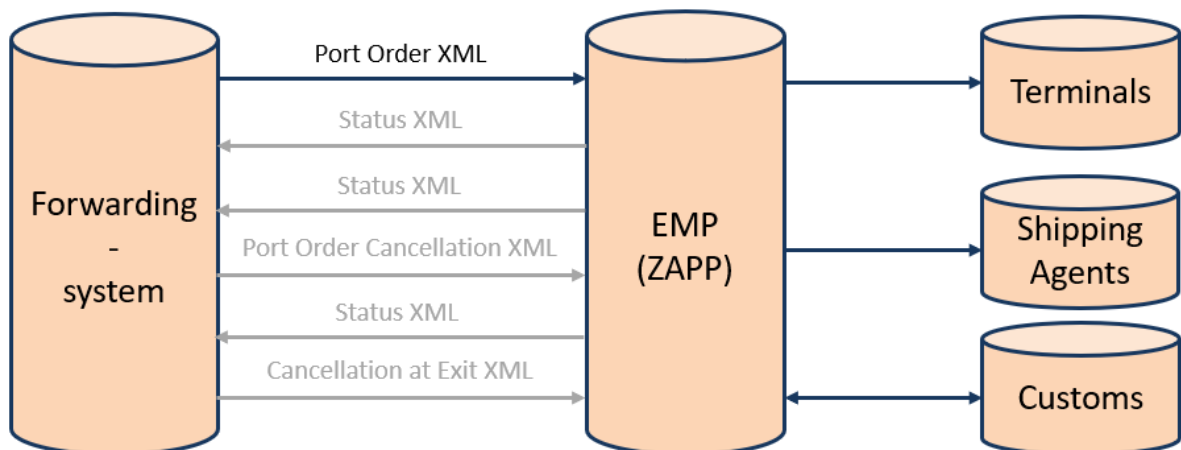 Port Order XML
Status XML
Status XML
Port Order Cancellation XML
Status XML
Cancellation at Exit XML
Forwarding
-
system
EMP
(ZAPP)
Terminals
Shipping
Agents
Customs